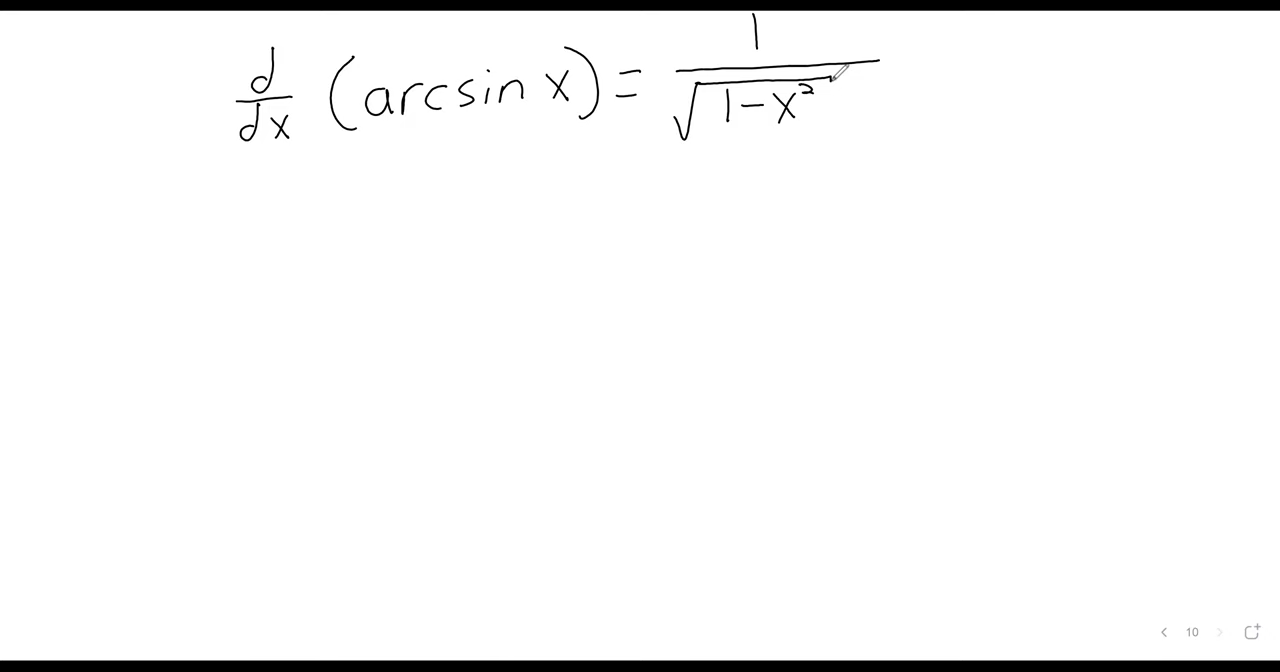 d/dx (arcsin x) = 1/√(1-x²)
10